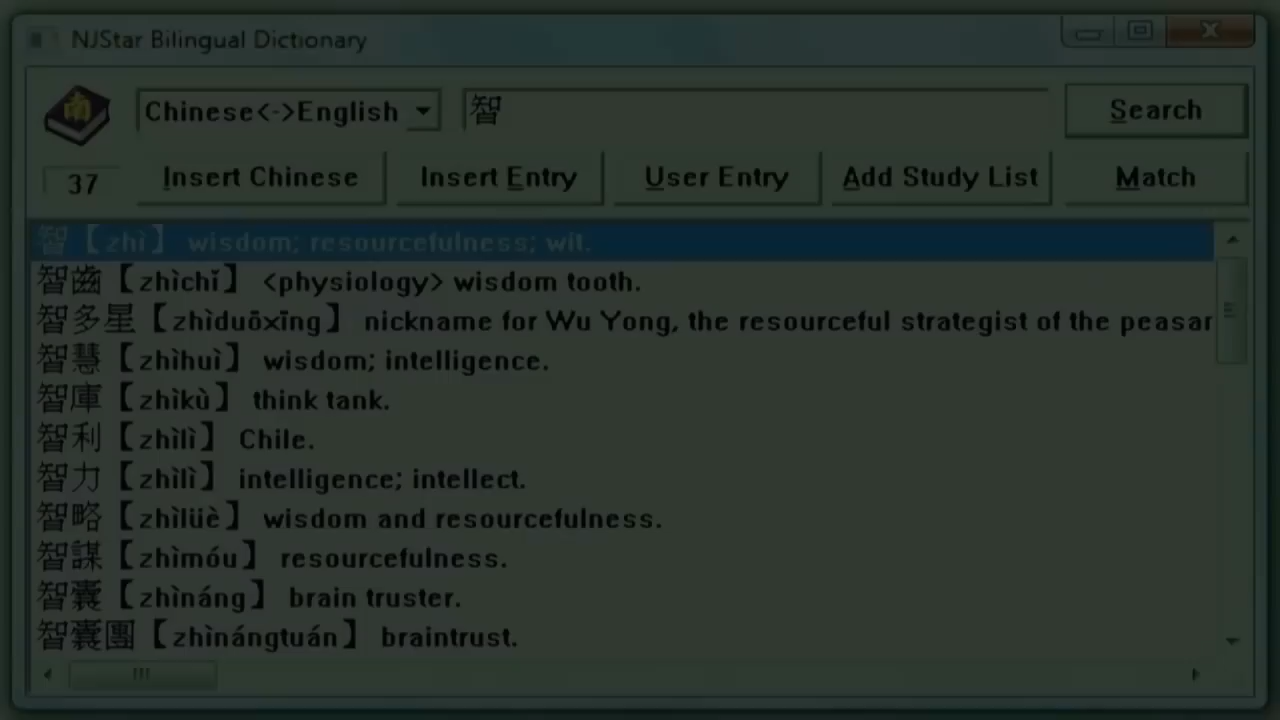 NJStar Bilingual Dictionary
南
Chinese<->English
智
Search
37
Insert Chinese
Insert Entry
User Entry
Add Study List
Match
智【zhì】 wisdom; resourcefulness; wit.
智齒【zhìchǐ】 <physiology> wisdom tooth.
智多星【zhìduōxīng】 nickname for Wu Yong, the resourceful strategist of the peasar
智慧【zhìhuì】 wisdom; intelligence.
智庫【zhìkù】 think tank.
智利【zhìlì】 Chile.
智力【zhìlì】 intelligence; intellect.
智略【zhìlüè】 wisdom and resourcefulness.
智謀【zhìmóu】 resourcefulness.
智囊【zhìnáng】 brain truster.
智囊團【zhìnángtuán】 braintrust.